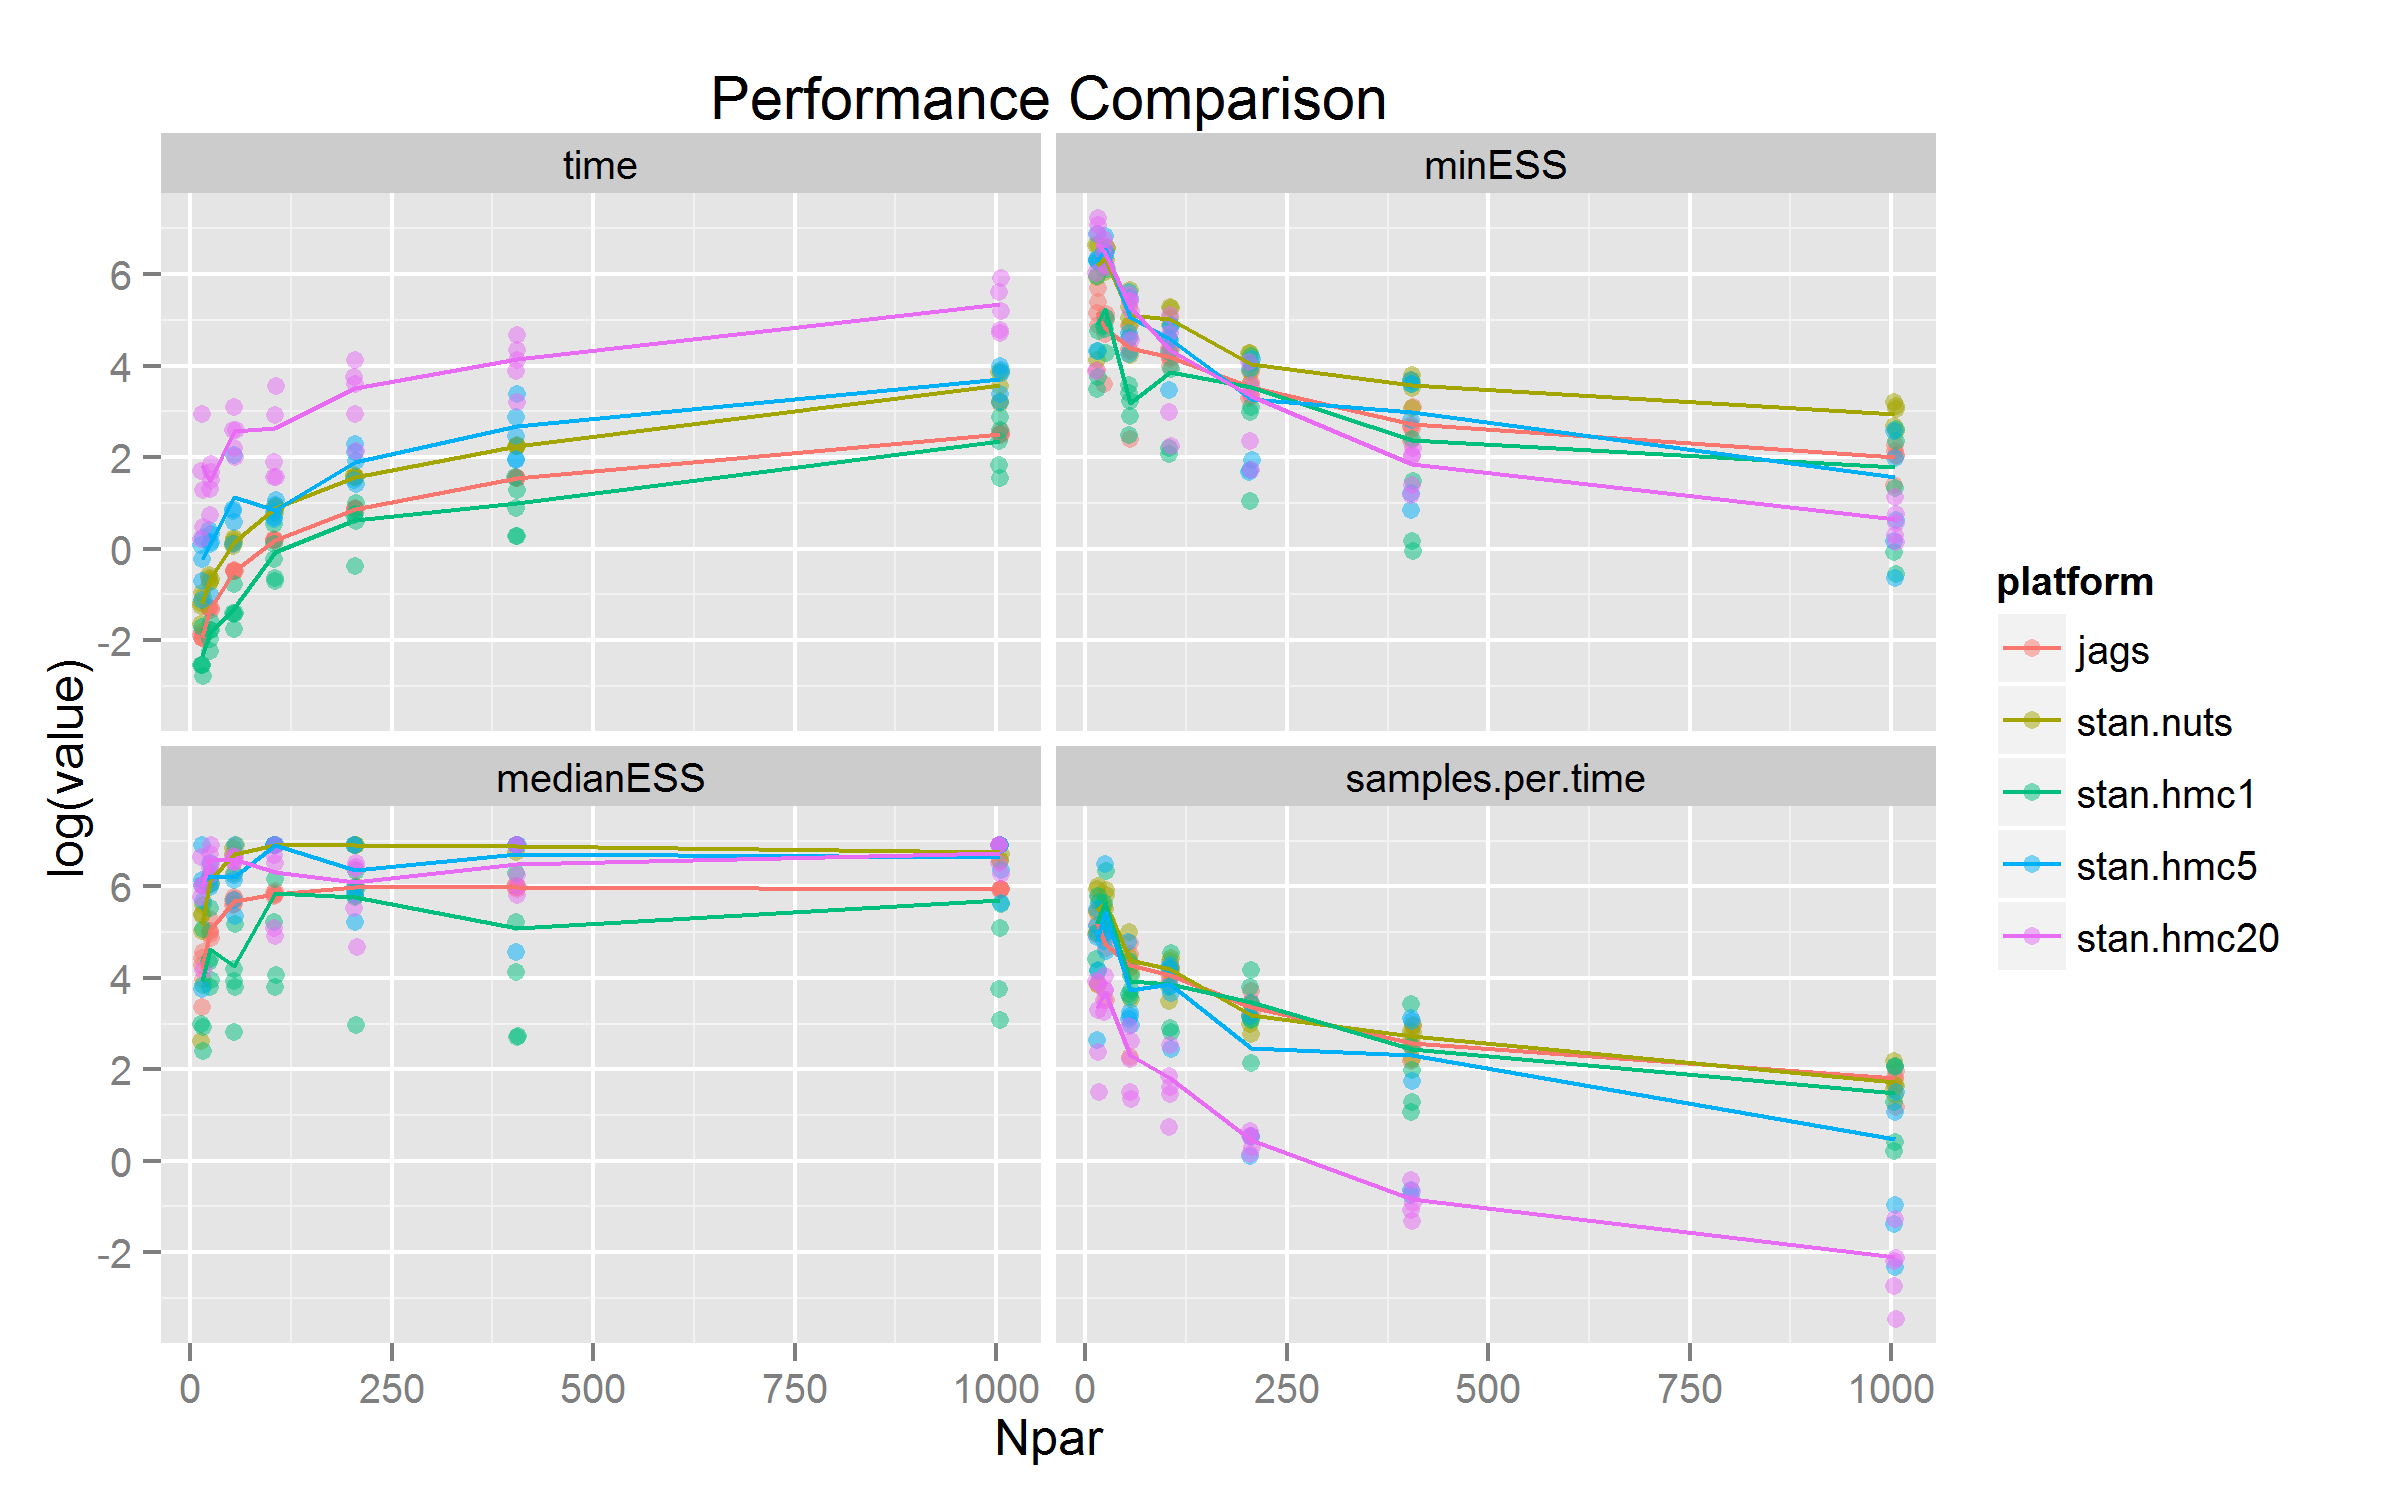 Performance Comparison
time
minESS
6
4
2
0
-2
medianESS
samples.per.time
6
4
2
0
-2
log(value)
0 250 500 750 1000
0 250 500 750 1000
Npar
platform
jags
stan.nuts
stan.hmc1
stan.hmc5
stan.hmc20